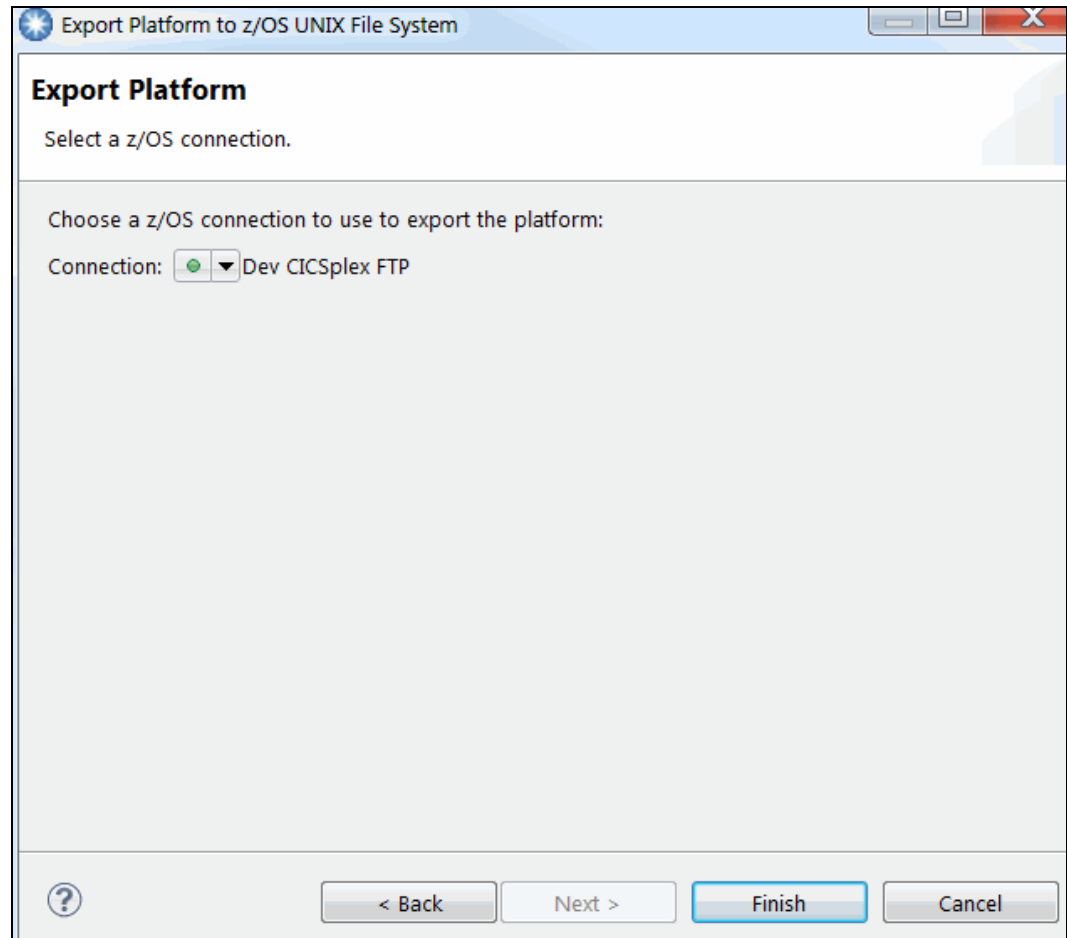 Export Platform to z/OS UNIX File System
X
Export Platform
Select a z/OS connection.
Choose a z/OS connection to use to export the platform:
Connection: Dev CICSplex FTP
?
< Back Next > Finish Cancel